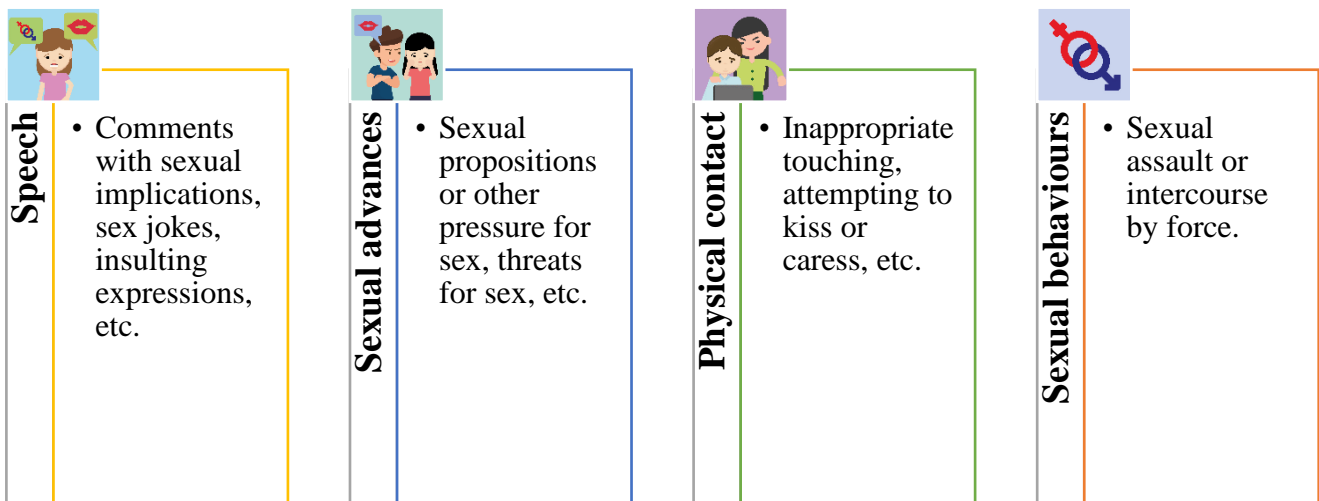 Speech
• Comments
with sexual
implications,
sex jokes,
insulting
expressions,
etc.
Sexual advances
• Sexual
propositions
or other
pressure for
sex, threats
for sex, etc.
Physical contact
• Inappropriate
touching,
attempting to
kiss or
caress, etc.
Sexual behaviours
• Sexual
assault or
intercourse
by force.